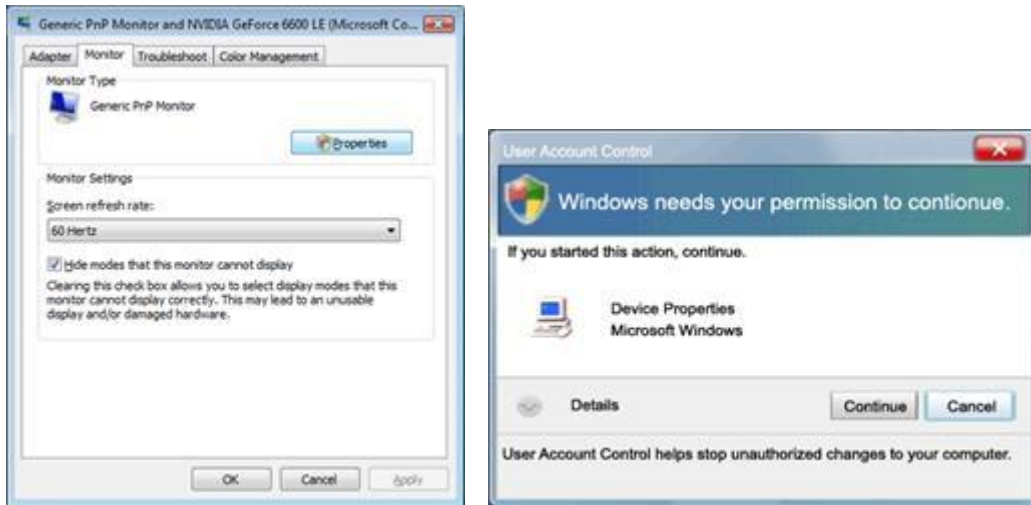 Generic PnP Monitor and NVIDIA GeForce 6600 LE (Microsoft Co...
Adapter Monitor Troubleshoot Color Management
Monitor Type
Generic PnP Monitor
Properties
Monitor Settings
Screen refresh rate:
60 Hertz
Hide modes that this monitor cannot display
Clearing this check box allows you to select display modes that this
monitor cannot display correctly. This may lead to an unusable
display and/or damaged hardware.
OK Cancel Apply
User Account Control
Windows needs your permission to contionue.
If you started this action, continue.
Device Properties
Microsoft Windows
Details Continue Cancel
User Account Control helps stop unauthorized changes to your computer.